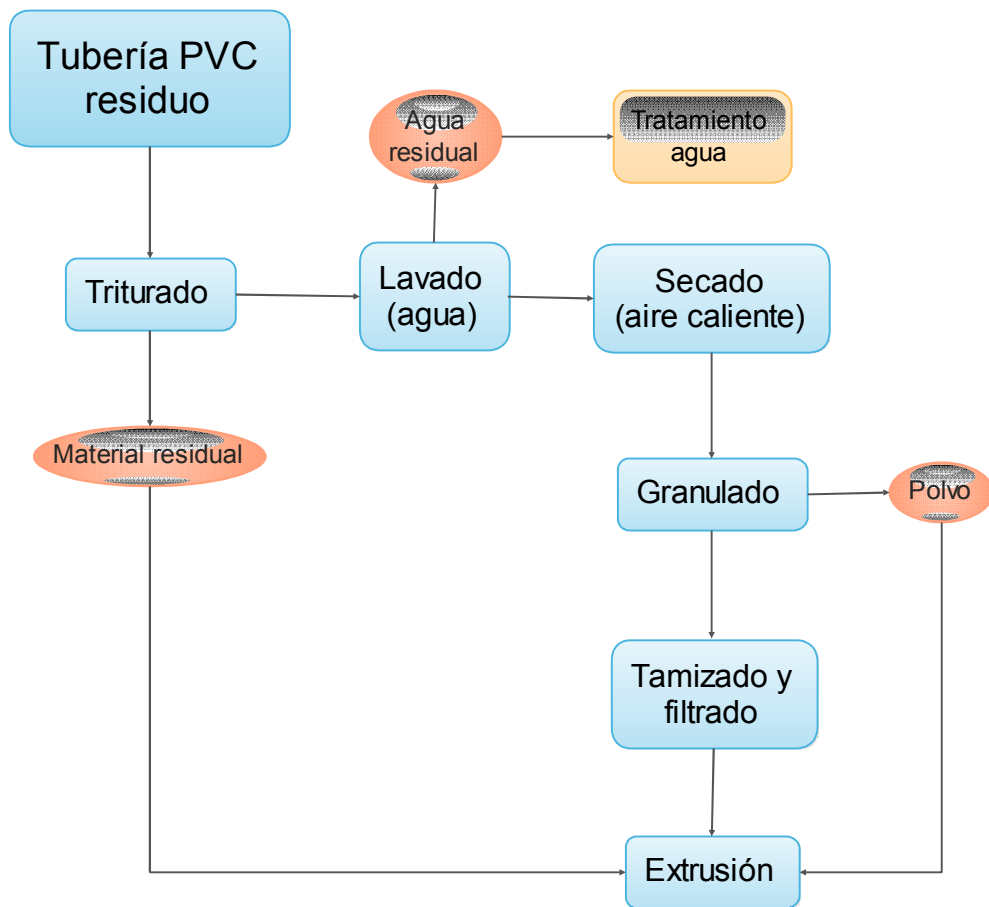 Tubería PVC
residuo
Agua
residual
Tratamiento
agua
Triturado
Lavado
(agua)
Secado
(aire caliente)
Material residual
Granulado
Polvo
Tamizado y
filtrado
Extrusión